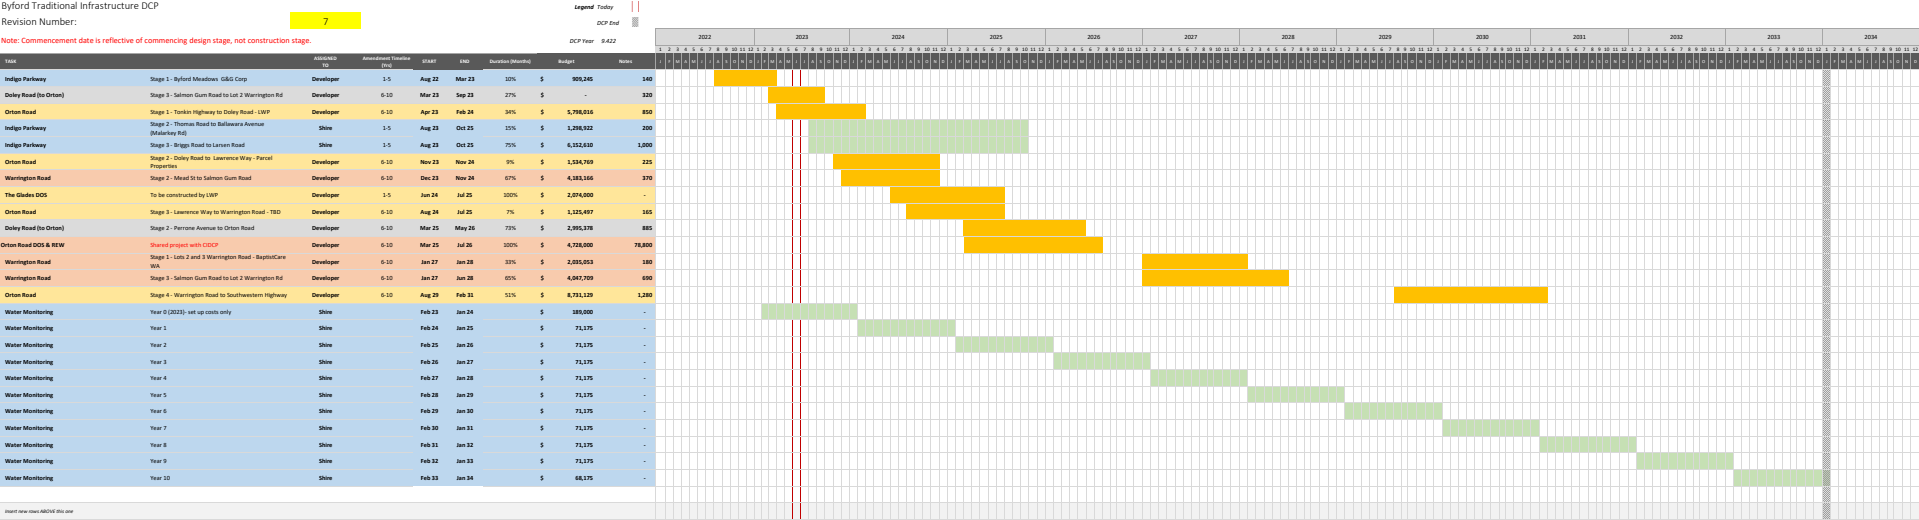 Byford Traditional Infrastructure DCP
Legend Today
Revision Number: 7
DCP End
Note: Commencement date is reflective of commencing design stage, not construction stage.
DCP Year 9.422
2022 2023 2024 2025 2026 2027 2028 2029 2030 2031 2032 2033 2034
TASK ASSIGNED TO Amendment Timeline (Yrs) START END Duration (Months) Budget Notes
Indigo Parkway Stage 1 - Byford Meadows G&G Corp Developer 1-5 Aug 22 Mar 23 10% $ 909,245 140
Doley Road (to Orton) Stage 3 - Salmon Gum Road to Lot 2 Warrington Rd Developer 6-10 Mar 23 Sep 23 27% $ - 320
Orton Road Stage 1 - Tonkin Highway to Doley Road - LWP Developer 6-10 Apr 23 Feb 24 34% $ 5,798,016 850
Indigo Parkway Stage 2 - Thomas Road to Ballawara Avenue (Malarkey Rd) Shire 1-5 Aug 23 Oct 25 15% $ 1,298,922 200
Indigo Parkway Stage 3 - Briggs Road to Larsen Road Shire 1-5 Aug 23 Oct 25 75% $ 6,152,610 1,000
Orton Road Stage 2 - Doley Road to Lawrence Way - Parcel Properties Developer 6-10 Nov 23 Nov 24 9% $ 1,534,769 225
Warrington Road Stage 2 - Mead St to Salmon Gum Road Developer 6-10 Dec 23 Nov 24 67% $ 4,183,166 370
The Glades DOS To be constructed by LWP Developer 1-5 Jun 24 Jul 25 100% $ 2,074,000 -
Orton Road Stage 3 - Lawrence Way to Warrington Road - TBD Developer 6-10 Aug 24 Jul 25 7% $ 1,125,497 165
Doley Road (to Orton) Stage 2 - Perrone Avenue to Orton Road Developer 6-10 Mar 25 May 26 73% $ 2,995,378 885
Orton Road DOS & REW Shared project with CIDCP Developer 6-10 Mar 25 Jul 26 100% $ 4,728,000 78,800
Warrington Road Stage 1 - Lots 2 and 3 Warrington Road - BaptistCare WA Developer 6-10 Jan 27 Jan 28 33% $ 2,035,053 180
Warrington Road Stage 3 - Salmon Gum Road to Lot 2 Warrington Rd Developer 6-10 Jan 27 Jun 28 65% $ 4,047,709 690
Orton Road Stage 4 - Warrington Road to Southwestern Highway Developer 6-10 Aug 29 Feb 31 51% $ 8,731,129 1,280
Water Monitoring Year 0 (2023)- set up costs only Shire Feb 23 Jan 24 $ 189,000 -
Water Monitoring Year 1 Shire Feb 24 Jan 25 $ 71,175 -
Water Monitoring Year 2 Shire Feb 25 Jan 26 $ 71,175 -
Water Monitoring Year 3 Shire Feb 26 Jan 27 $ 71,175 -
Water Monitoring Year 4 Shire Feb 27 Jan 28 $ 71,175 -
Water Monitoring Year 5 Shire Feb 28 Jan 29 $ 71,175 -
Water Monitoring Year 6 Shire Feb 29 Jan 30 $ 71,175 -
Water Monitoring Year 7 Shire Feb 30 Jan 31 $ 71,175 -
Water Monitoring Year 8 Shire Feb 31 Jan 32 $ 71,175 -
Water Monitoring Year 9 Shire Feb 32 Jan 33 $ 71,175 -
Water Monitoring Year 10 Shire Feb 33 Jan 34 $ 68,175 -
Insert new rows ABOVE this one